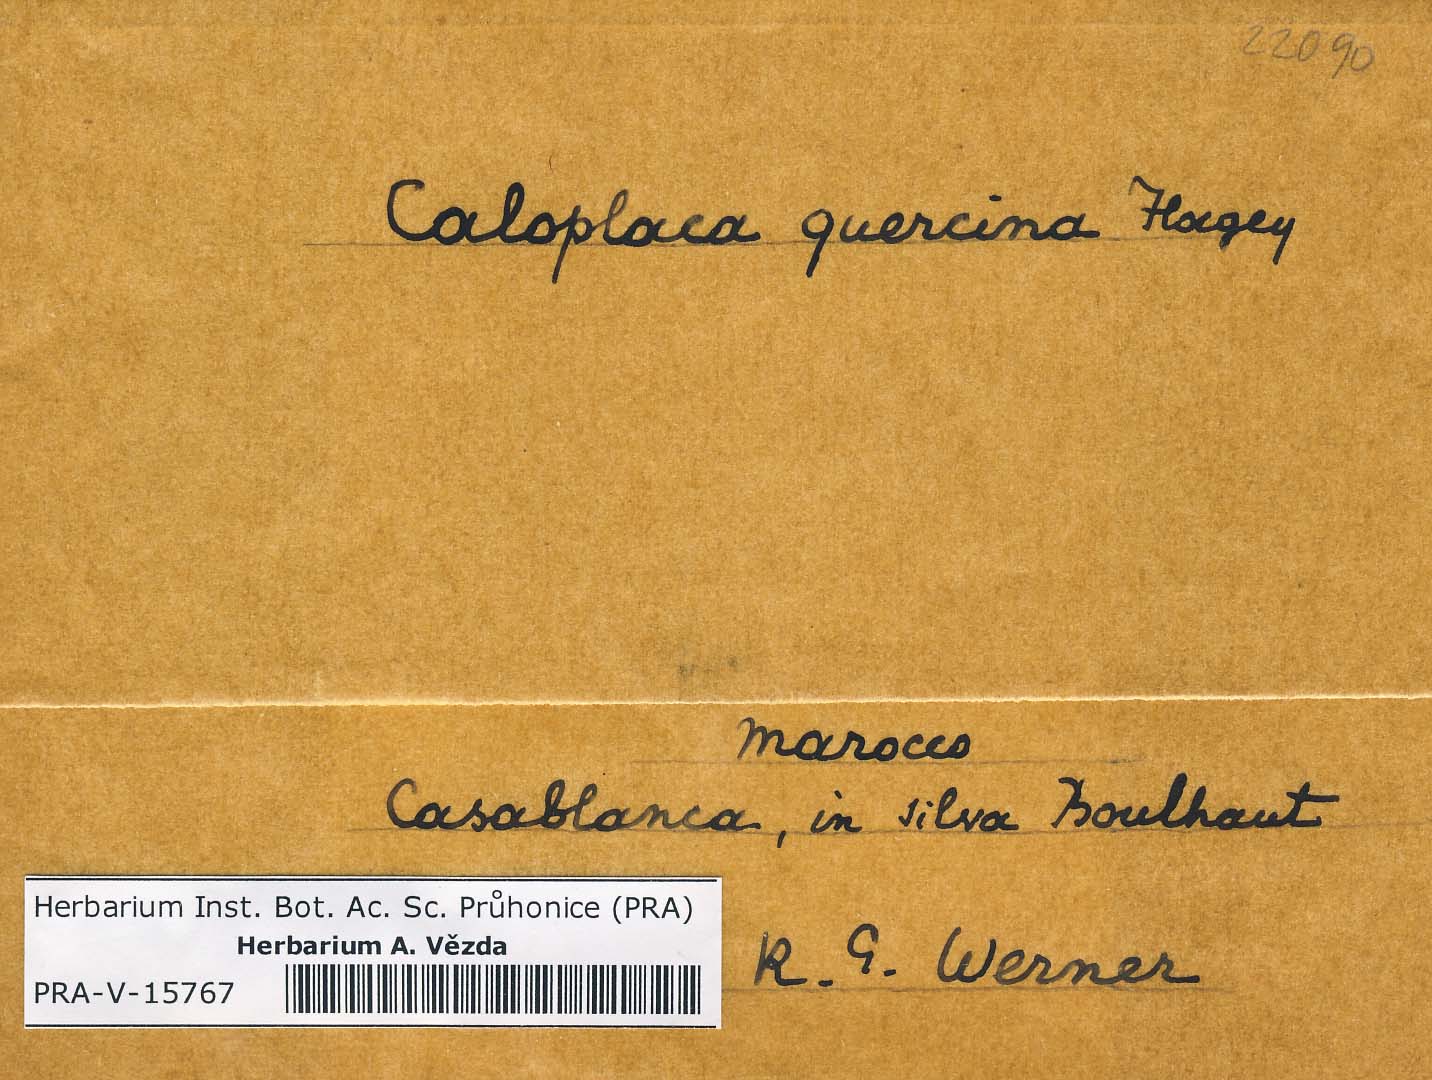 22090
Caloplaca quercina Flagey
Marocco
Casablanca, in silva Boulhaut
R. G. Werner
Herbarium Inst. Bot. Ac. Sc. Průhonice (PRA)
Herbarium A. Vězda
PRA-V-15767